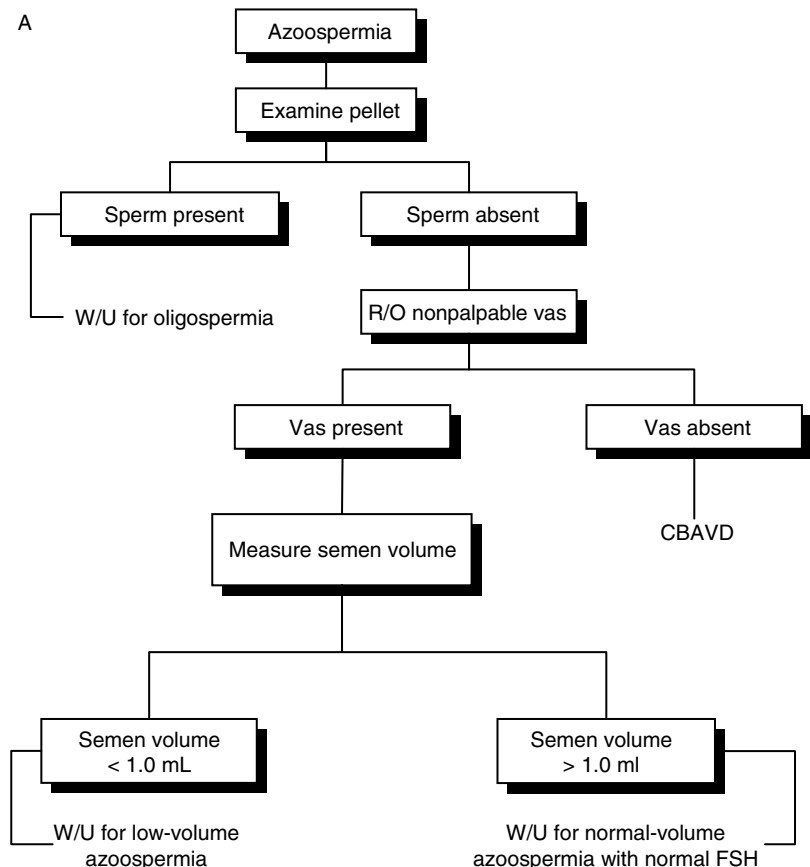 A
Azoospermia
Examine pellet
Sperm present
Sperm absent
W/U for oligospermia
R/O nonpalpable vas
Vas present
Vas absent
Measure semen volume
CBAVD
Semen volume
< 1.0 mL
Semen volume
> 1.0 ml
W/U for low-volume
azoospermia
W/U for normal-volume
azoospermia with normal FSH